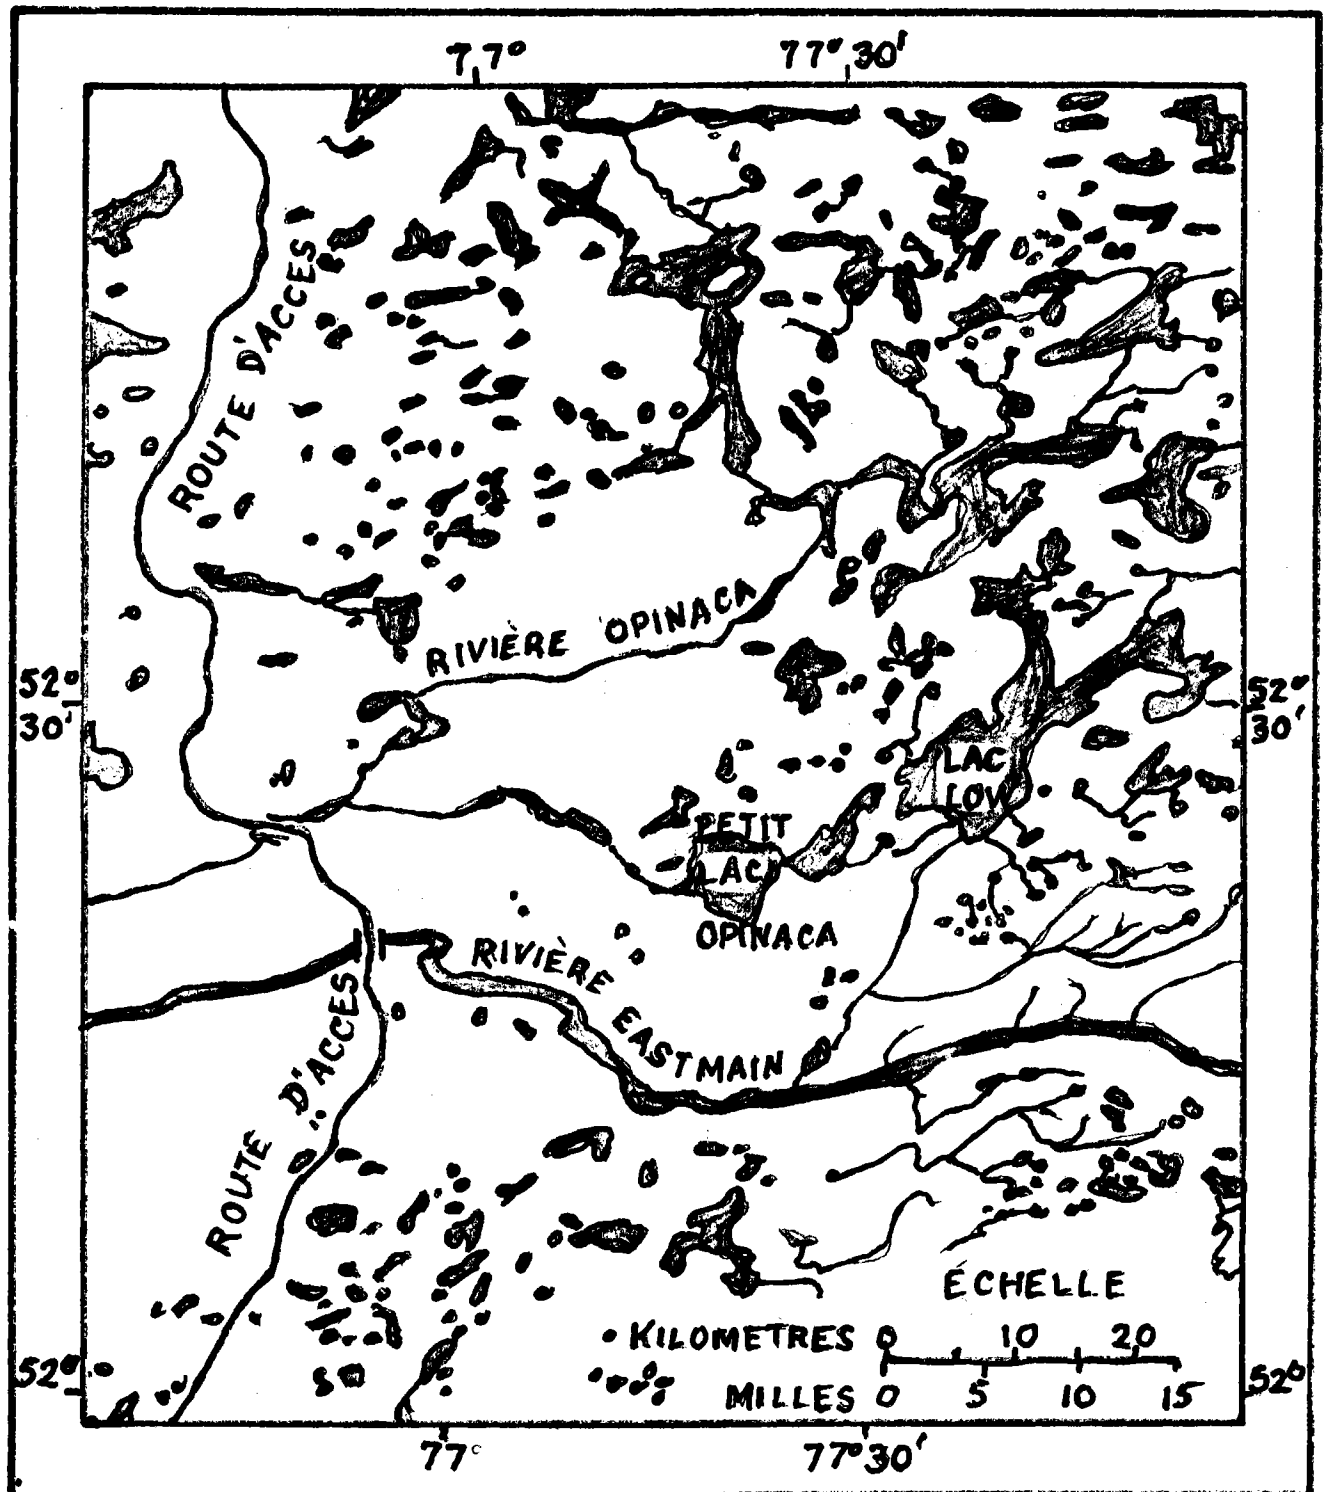 77° 77° 30'
ROUTE D'ACCES
RIVIÈRE OPINACA
52° 52°
30' 30'
LAC
LOW
PETIT
LAC
OPINACA
RIVIÈRE EASTMAIN
ROUTE D'ACCES
ÉCHELLE
KILOMETRES 0 10 20
52° 52°
MILLES 0 5 10 15
77° 77°30'